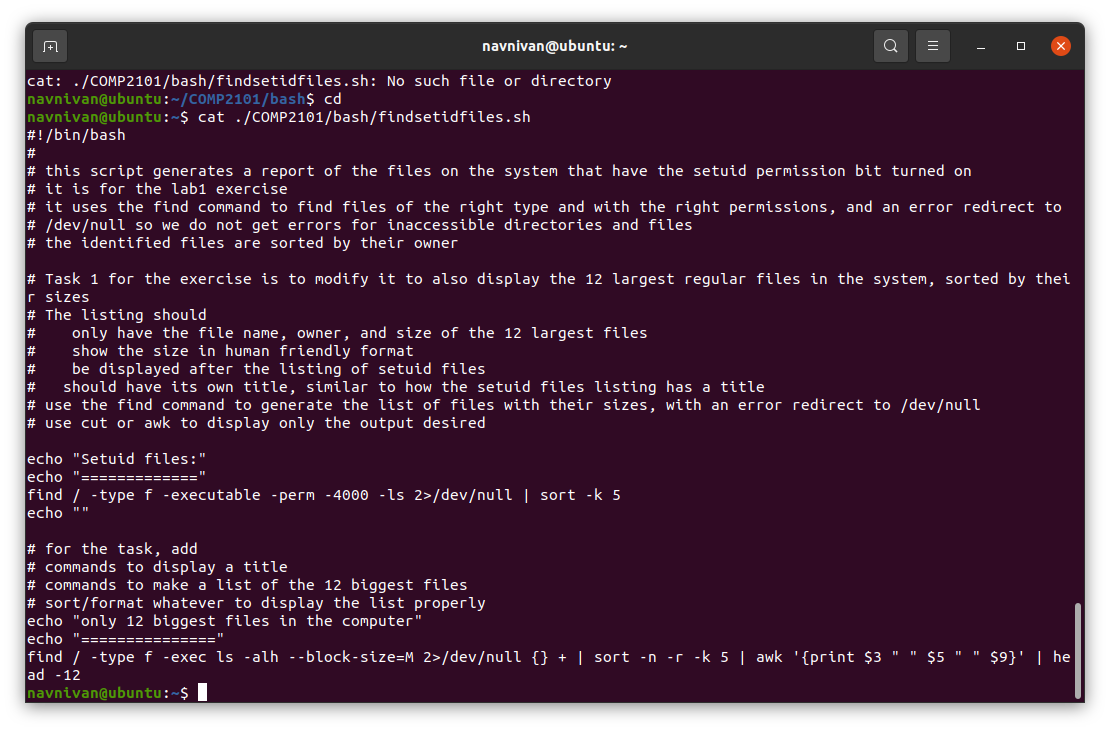 navnivan@ubuntu: ~
cat: ./COMP2101/bash/findsetidfiles.sh: No such file or directory
navnivan@ubuntu:~/COMP2101/bash$ cd
navnivan@ubuntu:~$ cat ./COMP2101/bash/findsetidfiles.sh
#!/bin/bash
#
# this script generates a report of the files on the system that have the setuid permission bit turned on
# it is for the lab1 exercise
# it uses the find command to find files of the right type and with the right permissions, and an error redirect to
# /dev/null so we do not get errors for inaccessible directories and files
# the identified files are sorted by their owner

# Task 1 for the exercise is to modify it to also display the 12 largest regular files in the system, sorted by thei
r sizes
# The listing should
#    only have the file name, owner, and size of the 12 largest files
#    show the size in human friendly format
#    be displayed after the listing of setuid files
#   should have its own title, similar to how the setuid files listing has a title
# use the find command to generate the list of files with their sizes, with an error redirect to /dev/null
# use cut or awk to display only the output desired

echo "Setuid files:"
echo "============="
find / -type f -executable -perm -4000 -ls 2>/dev/null | sort -k 5
echo ""

# for the task, add
# commands to display a title
# commands to make a list of the 12 biggest files
# sort/format whatever to display the list properly
echo "only 12 biggest files in the computer"
echo "==============="
find / -type f -exec ls -alh --block-size=M 2>/dev/null {} + | sort -n -r -k 5 | awk '{print $3 " " $5 " " $9}' | he
ad -12
navnivan@ubuntu:~$